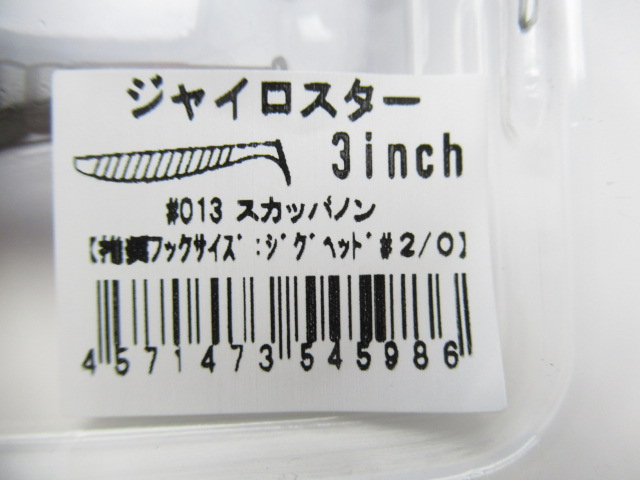 ジャイロスター
3inch
#013 スカッパノン
【推奨フックサイズ:ジグヘッド#2/0】
4571473545986